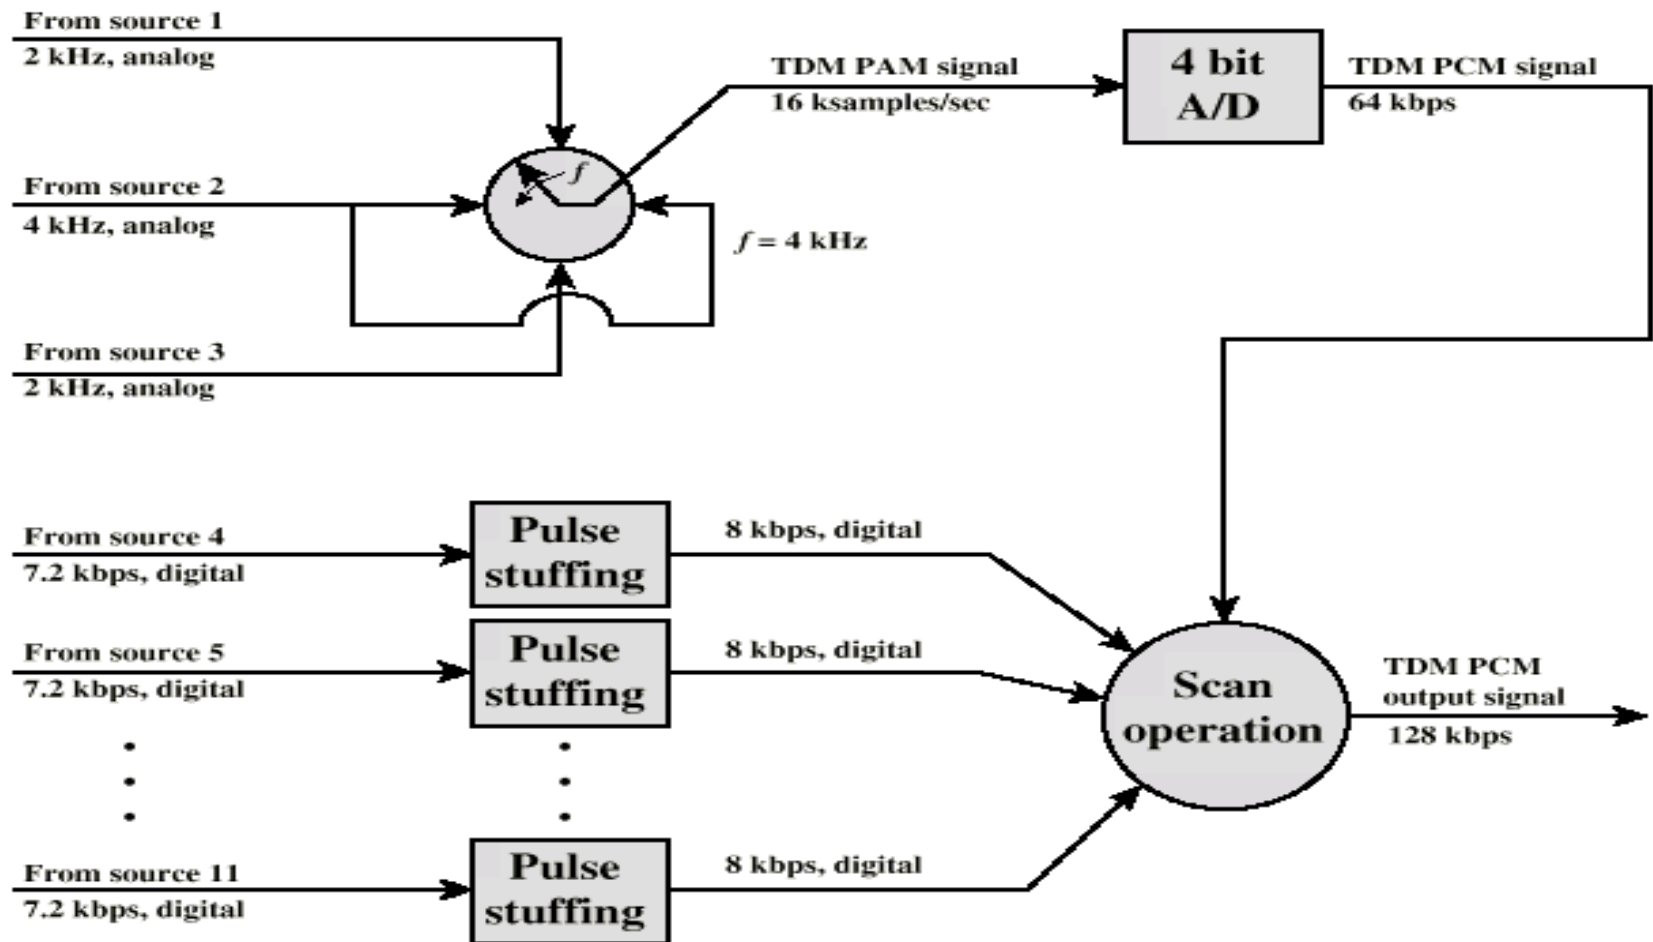 From source 1
2 kHz, analog
TDM PAM signal
16 ksamples/sec
4 bit
A/D
TDM PCM signal
64 kbps
f
From source 2
4 kHz, analog
f = 4 kHz
From source 3
2 kHz, analog
From source 4
7.2 kbps, digital
Pulse
stuffing
8 kbps, digital
From source 5
7.2 kbps, digital
Pulse
stuffing
8 kbps, digital
Scan
operation
TDM PCM
output signal
128 kbps
From source 11
7.2 kbps, digital
Pulse
stuffing
8 kbps, digital